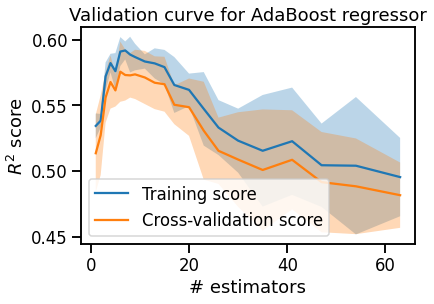 Validation curve for AdaBoost regressor
0.60
0.55
0.50
0.45
R² score
Training score
Cross-validation score
0 20 40 60
# estimators